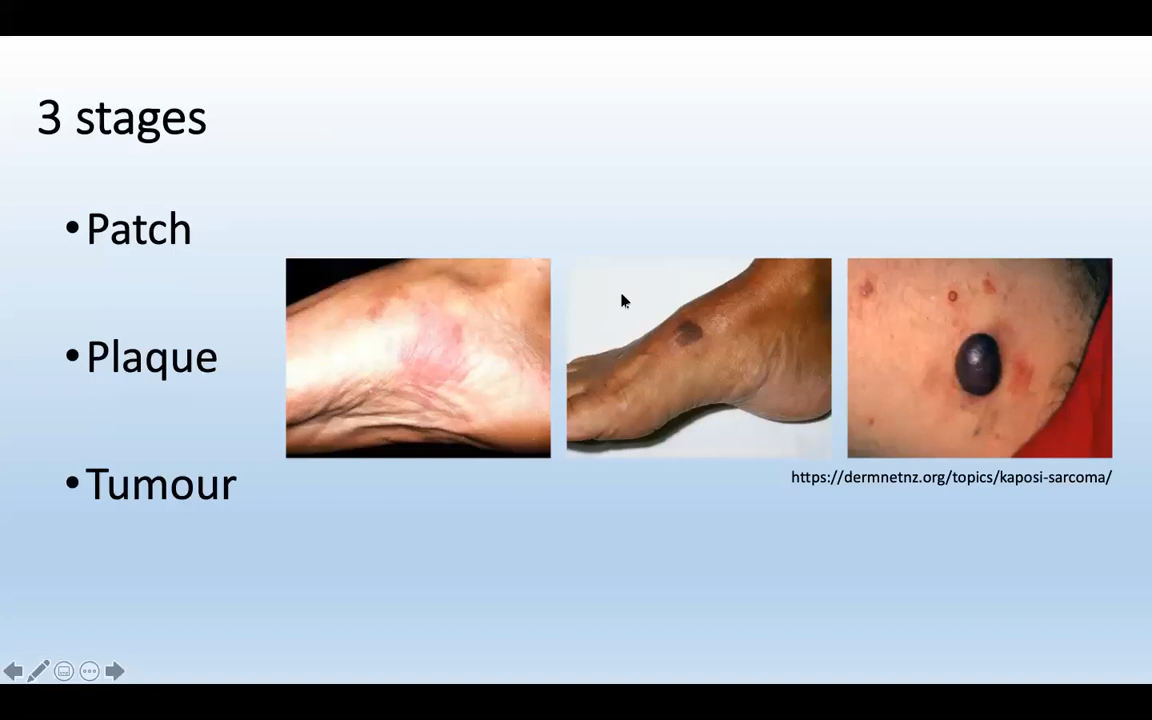 3 stages
•Patch
•Plaque
•Tumour
https://dermnetnz.org/topics/kaposi-sarcoma/